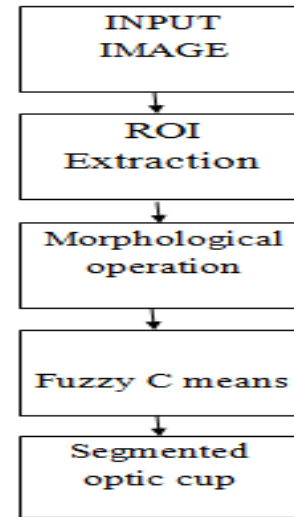 INPUT
IMAGE
ROI
Extraction
Morphological
operation
Fuzzy C means
Segmented
optic cup